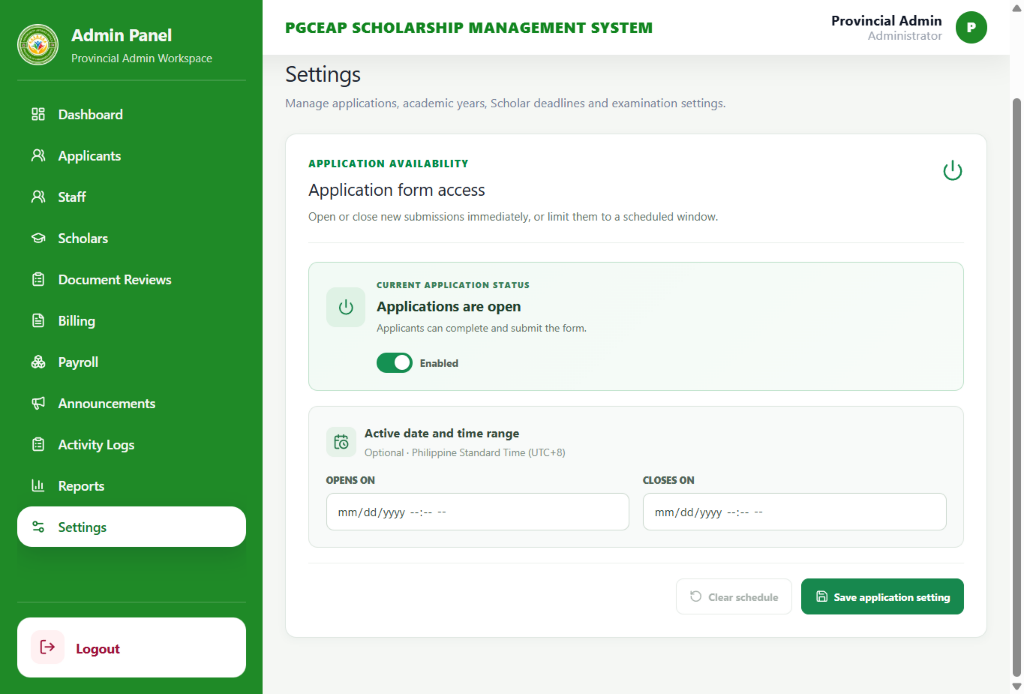 Admin Panel
Provincial Admin Workspace
Dashboard
Applicants
Staff
Scholars
Document Reviews
Billing
Payroll
Announcements
Activity Logs
Reports
Settings
Logout
PGCEAP SCHOLARSHIP MANAGEMENT SYSTEM
Provincial Admin
Administrator
P
Settings
Manage applications, academic years, Scholar deadlines and examination settings.
APPLICATION AVAILABILITY
Application form access
Open or close new submissions immediately, or limit them to a scheduled window.
CURRENT APPLICATION STATUS
Applications are open
Applicants can complete and submit the form.
Enabled
Active date and time range
Optional · Philippine Standard Time (UTC+8)
OPENS ON
mm/dd/yyyy --:-- --
CLOSES ON
mm/dd/yyyy --:-- --
Clear schedule
Save application setting